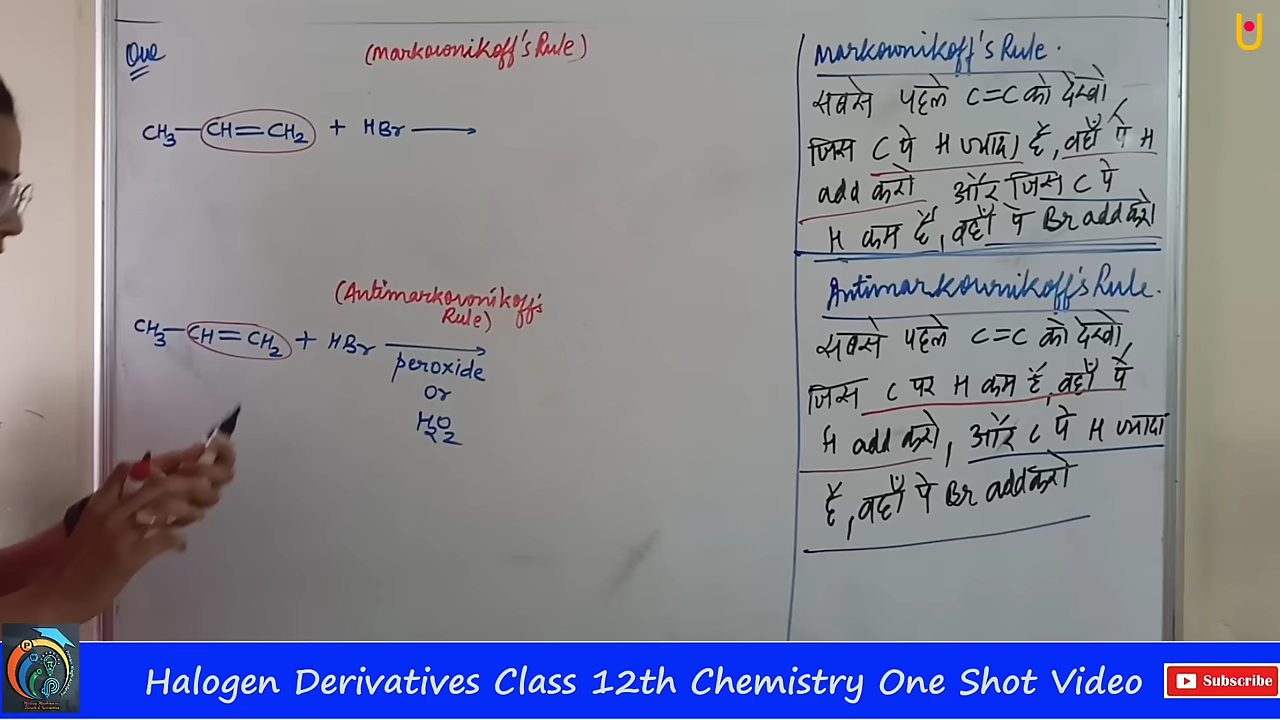 Que
(Markownikoff's Rule)
CH3—CH=CH2 + HBr ⟶
(Antimarkovonikoff's
Rule)
CH3—CH=CH2 + HBr ⟶
peroxide
or
H2O2
Markownikoff's Rule.
सबसे पहले C=C को देखो,
जिस C पे H ज्यादा है, वहाँ पे H
add करो, और जिस C पे
H कम है, वहाँ पे Br add करो
Antimarkownikoff's Rule.
सबसे पहले C=C को देखो,
जिस C पर H कम है, वहाँ पे
H add करो, और C पे H ज्यादा
है, वहाँ पे Br add करो
Halogen Derivatives Class 12th Chemistry One Shot Video
Subscribe